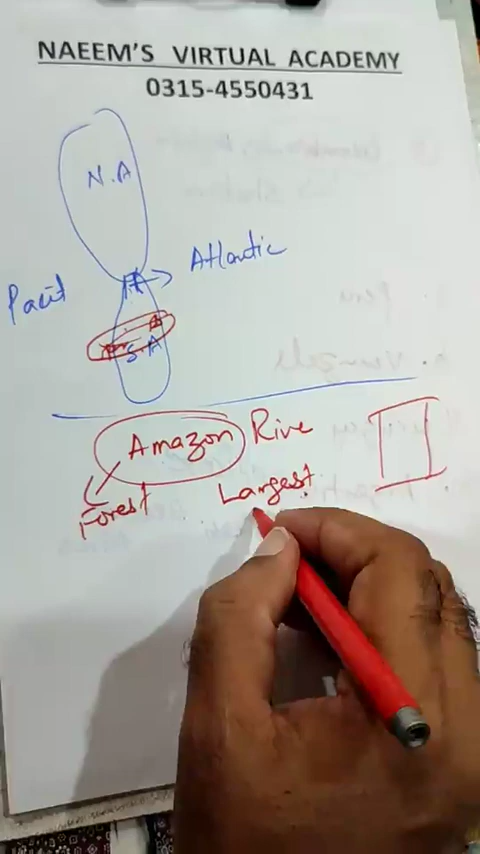 NAEEM'S VIRTUAL ACADEMY
0315-4550431
N.A
Atlantic
Pacit
S.A
Amazon Rive
Forest
Largest